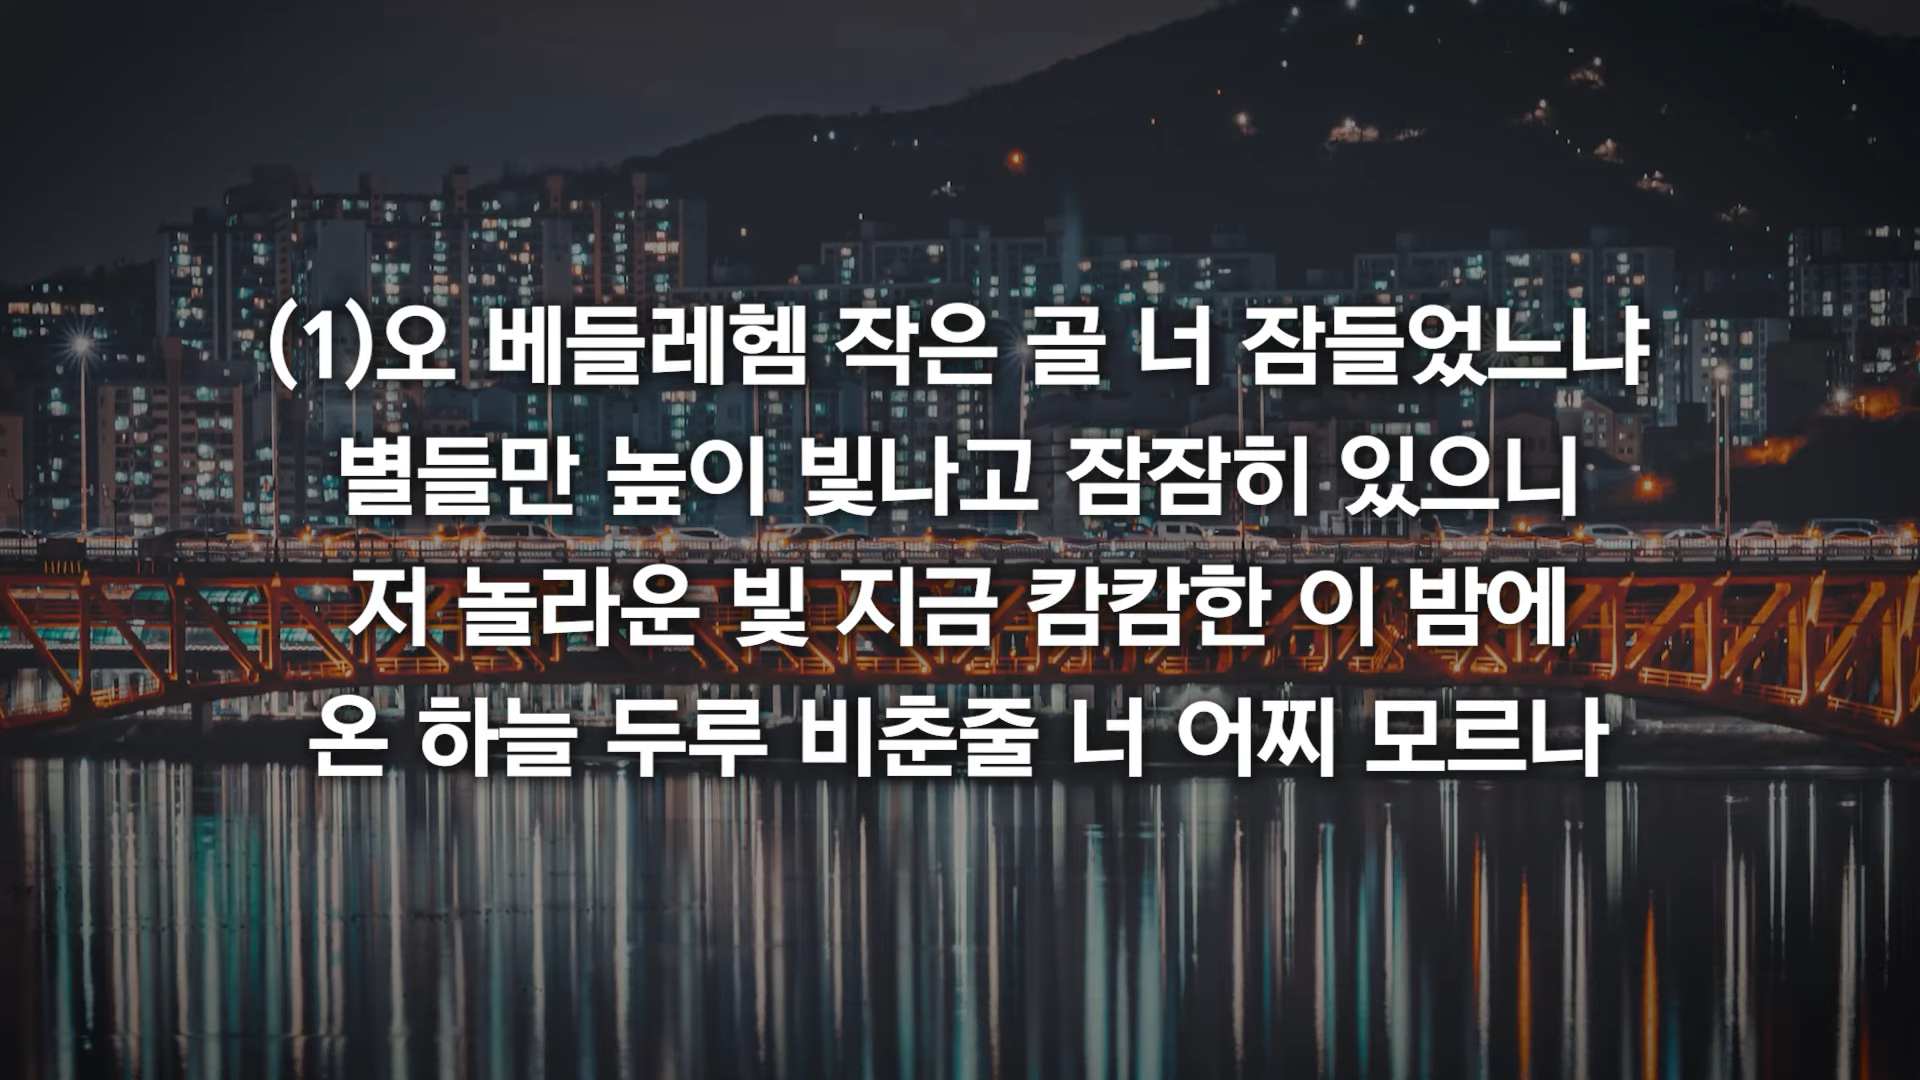 (1)오 베들레헴 작은 골 너 잠들었느냐
별들만 높이 빛나고 잠잠히 있으니
저 놀라운 빛 지금 캄캄한 이 밤에
온 하늘 두루 비춘줄 너 어찌 모르나